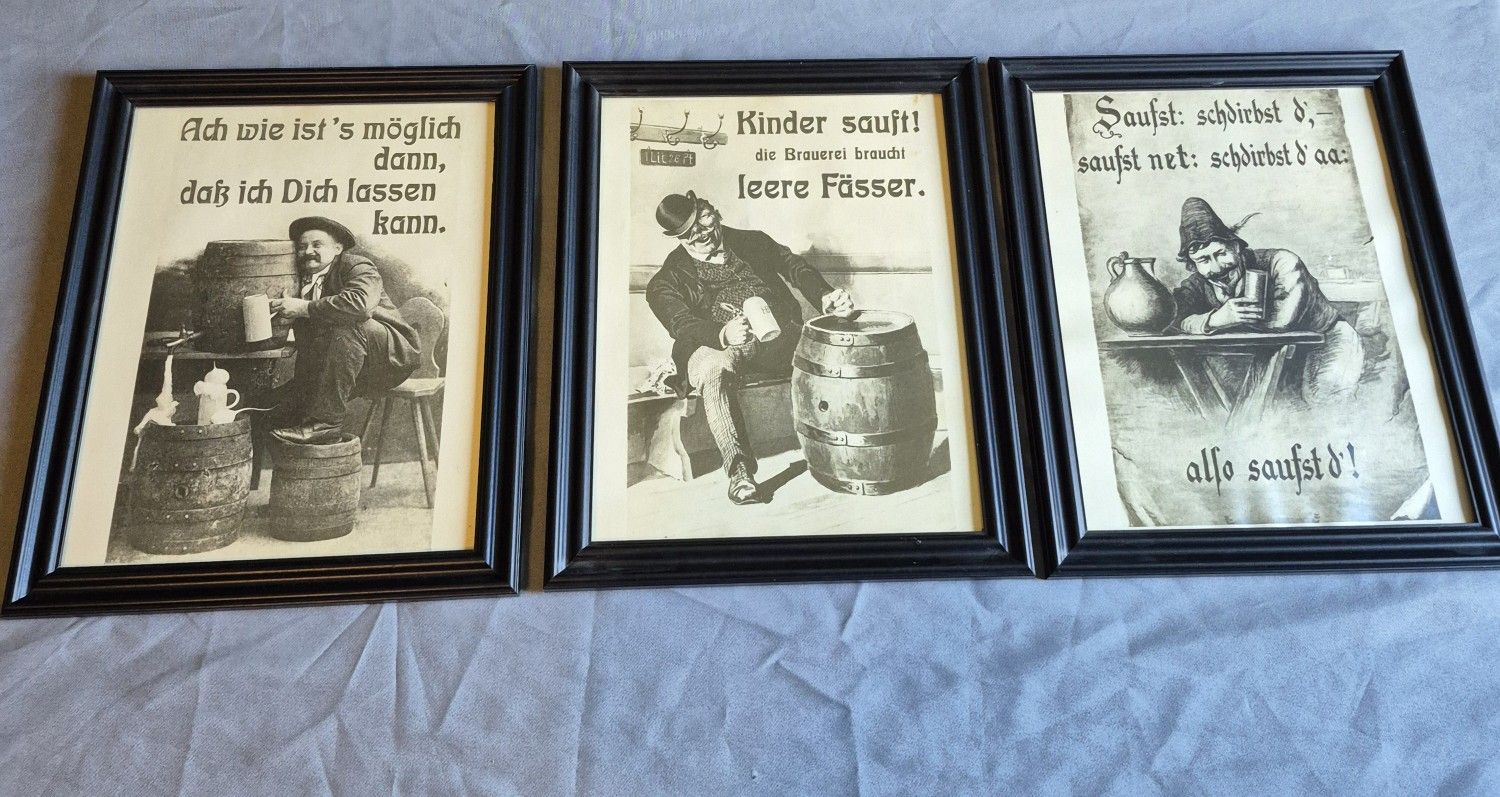 Ach wie ist's möglich
dann,
daß ich Dich lassen
kann.
Kinder sauft!
die Brauerei braucht
leere Fässer.
Saufst: schdirbst d',—
saufst net: schdirbst d' aa:
also saufst d'!